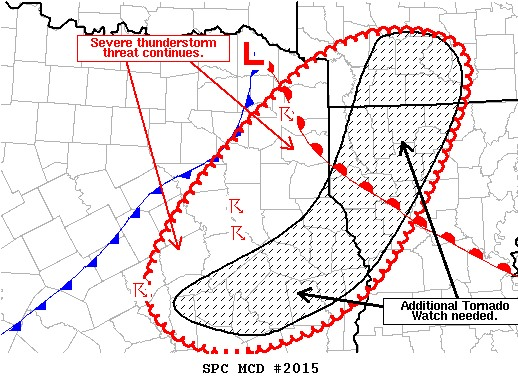 Severe thunderstorm
threat continues.
L
Additional Tornado
Watch needed.
SPC MCD #2015